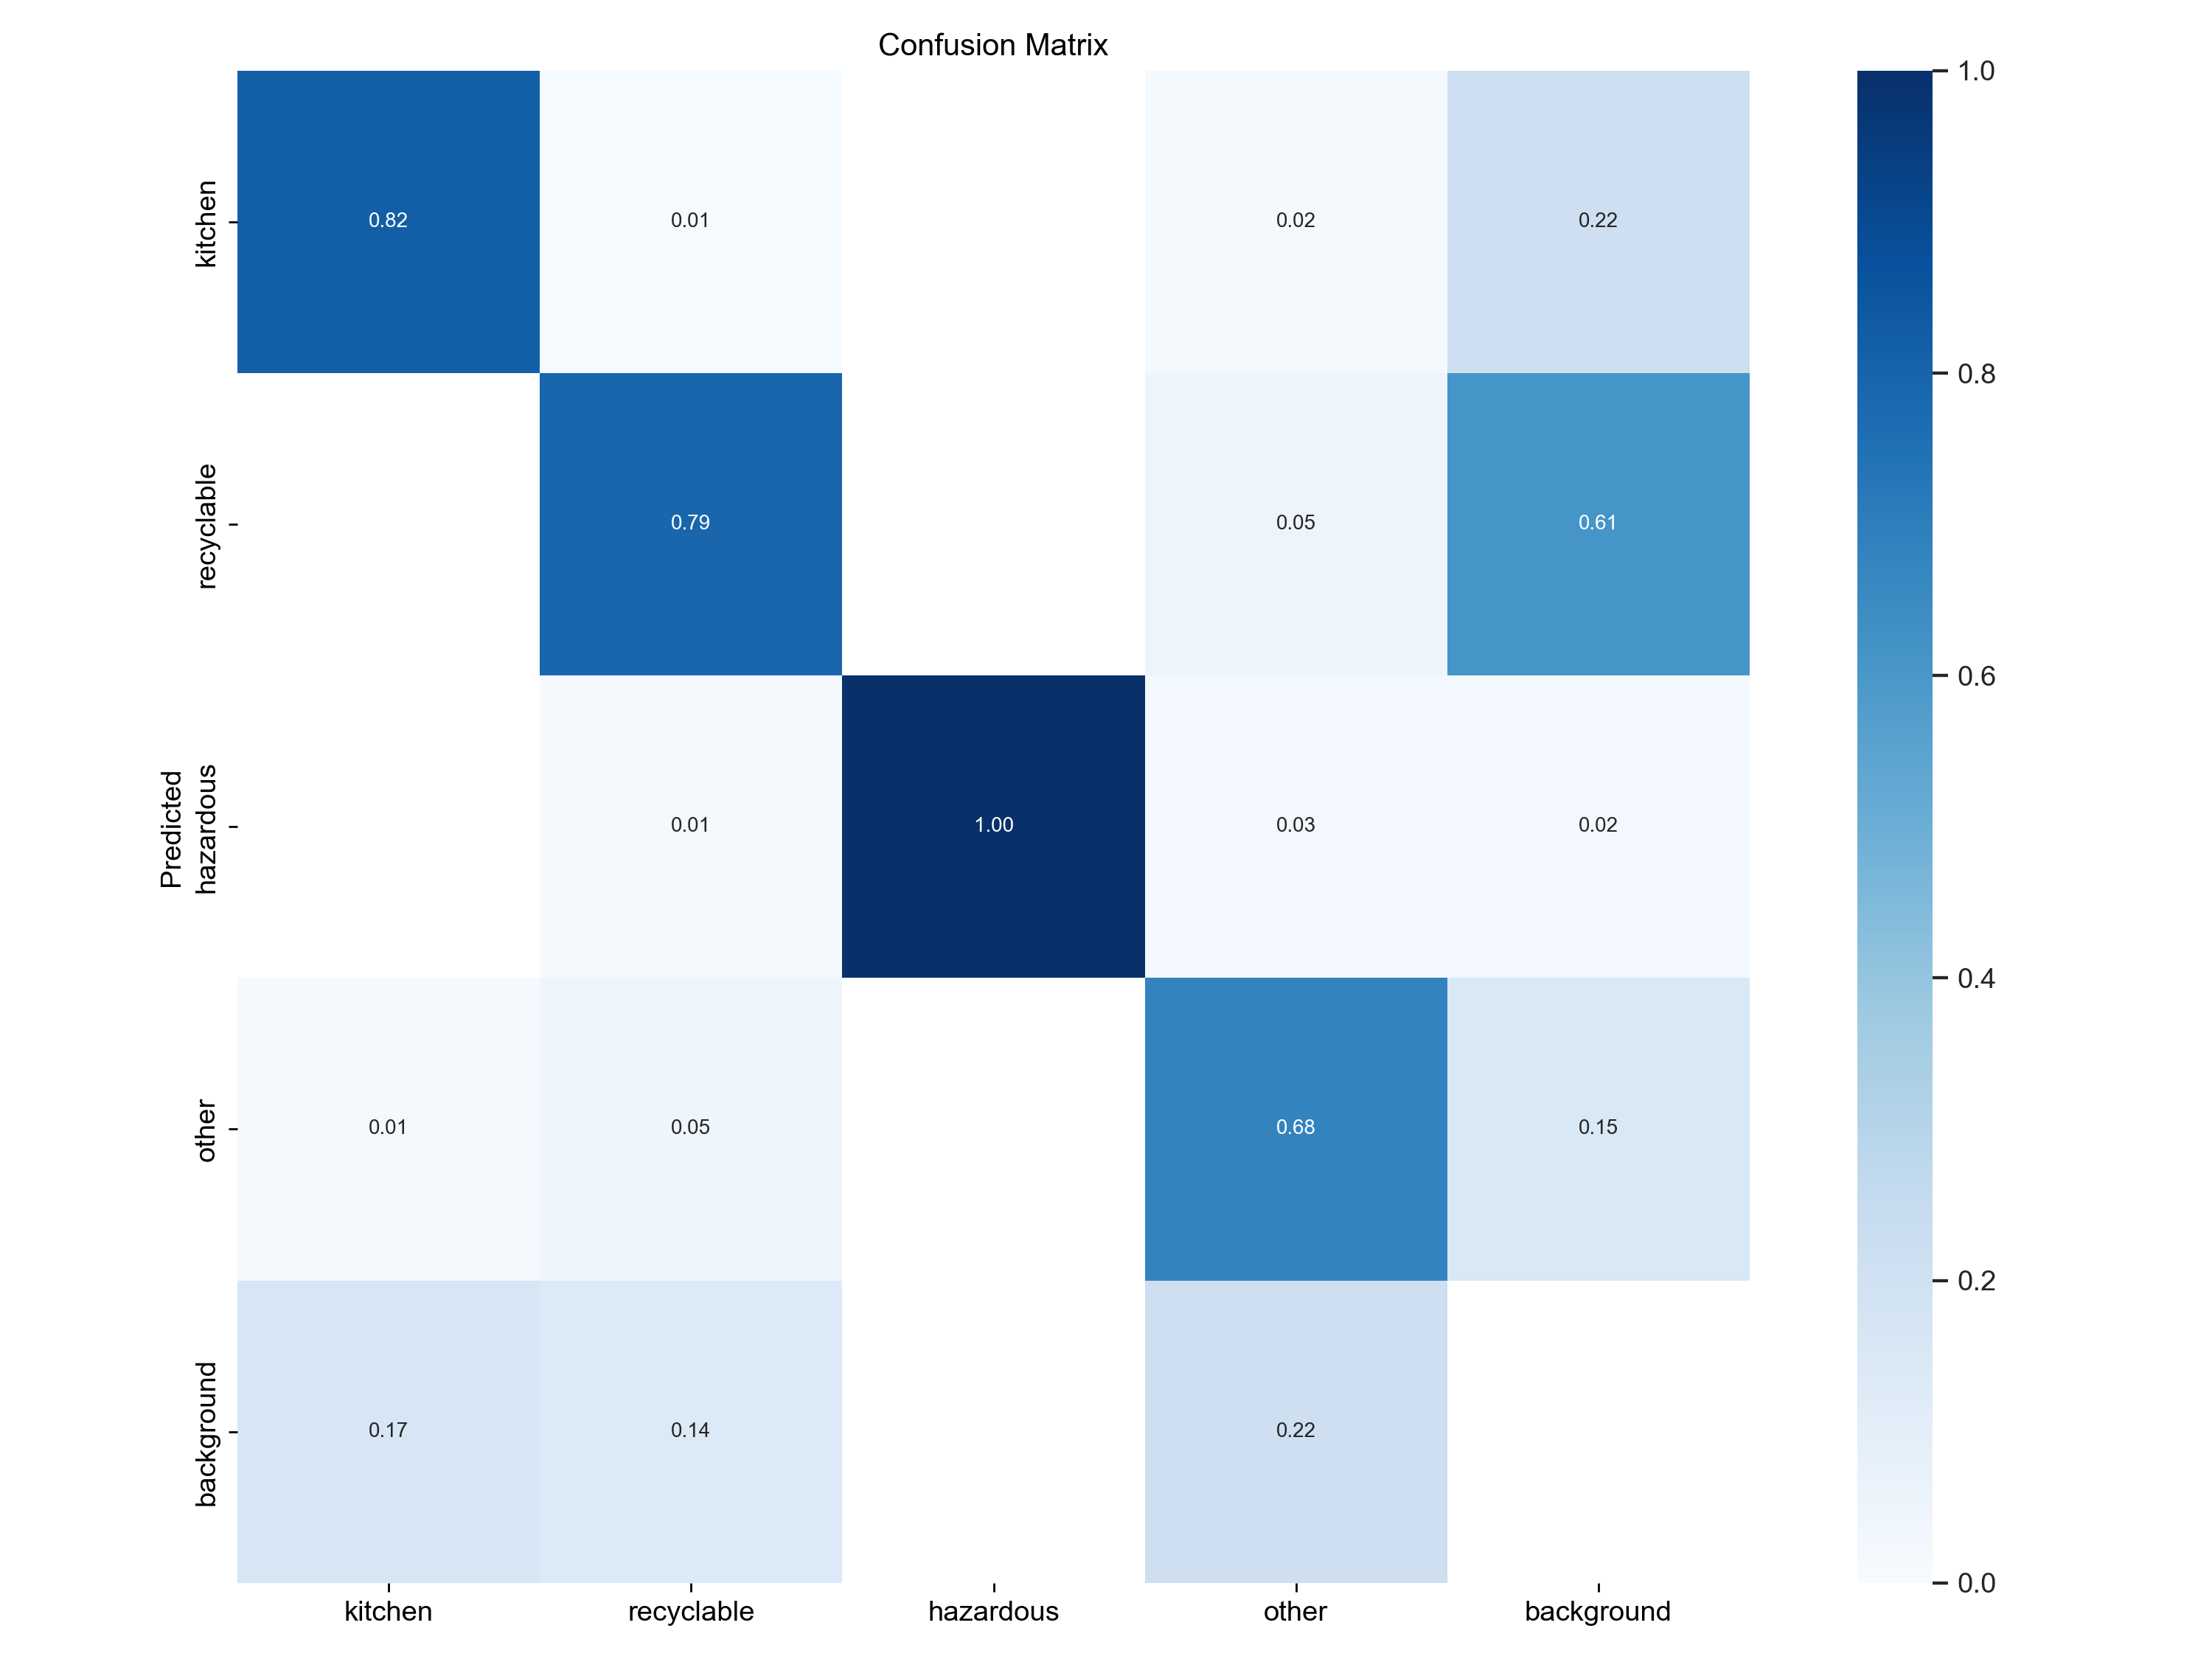 Confusion Matrix
kitchen
0.82
0.01
0.02
0.22
recyclable
0.79
0.05
0.61
Predicted
hazardous
0.01
1.00
0.03
0.02
other
0.01
0.05
0.68
0.15
background
0.17
0.14
0.22
kitchen
recyclable
hazardous
other
background
1.0
0.8
0.6
0.4
0.2
0.0